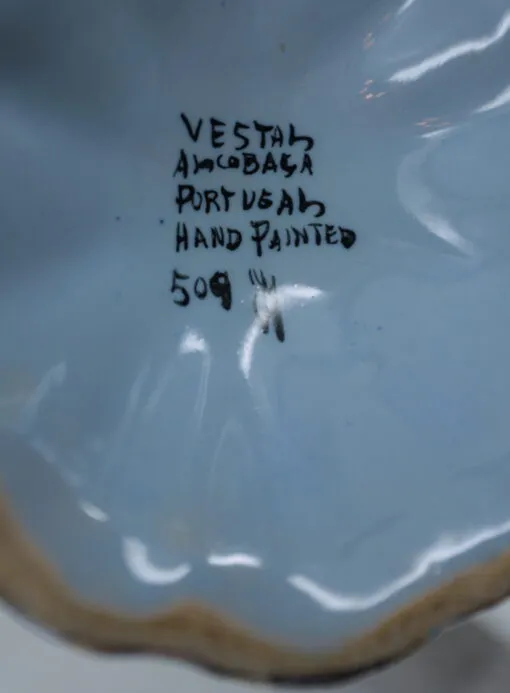 VESTAL
ALCOBAÇA
PORTUGAL
HAND PAINTED
509